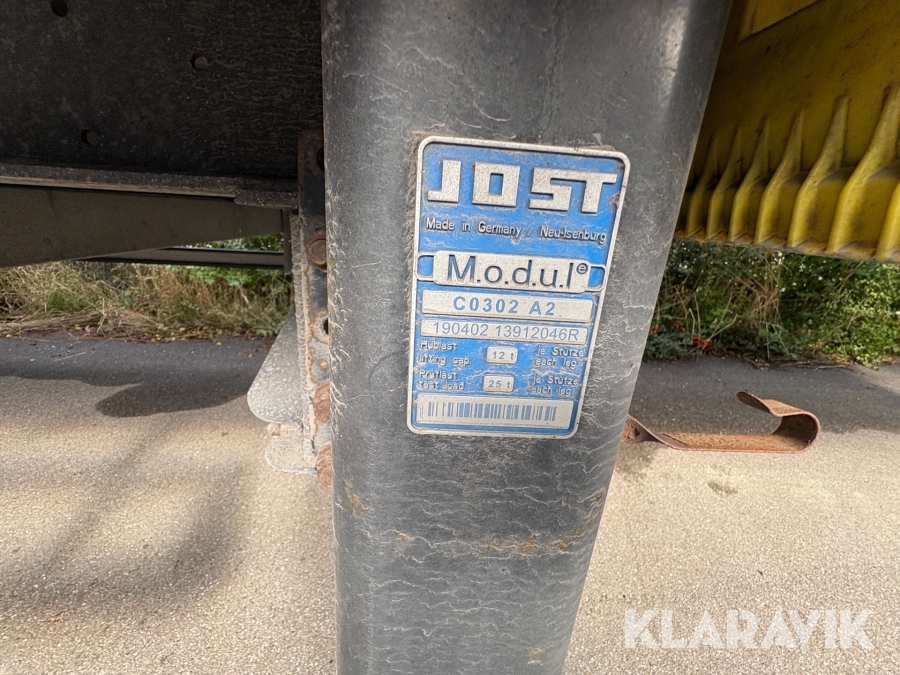 JOST
Made in Germany / Neu-Isenburg
M.o.d.u.l e
C0302 A2
190402 13912046R
Hublast 12 t je Stütze
lifting cap. each leg
Prüflast 25 t je Stütze
test load each leg
KLARAVIK